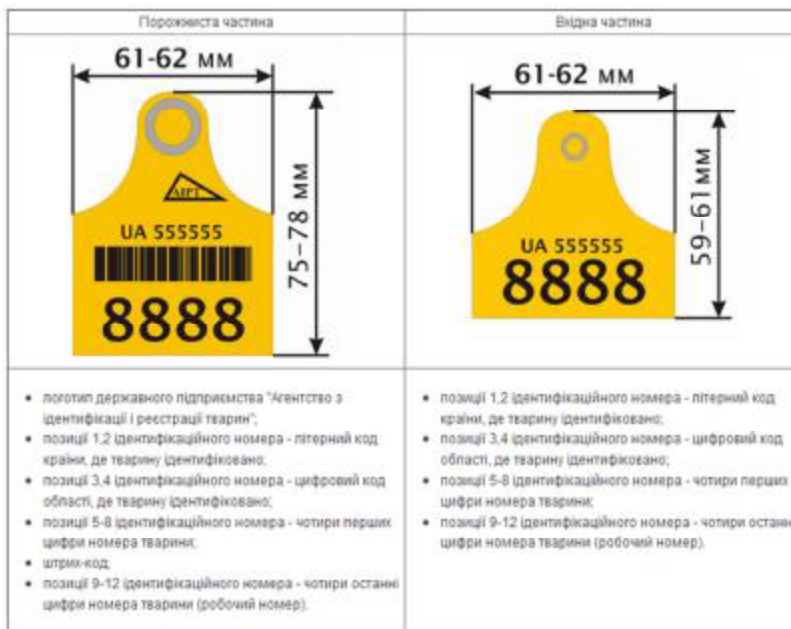 Порожниста частина
Вхідна частина
61-62 мм
АІРТ
UA 555555
8888
75-78 мм
61-62 мм
UA 555555
8888
59-61мм
• логотип державного підприємства "Агентство з
ідентифікації і реєстрації тварин";
• позиції 1,2 ідентифікаційного номера - літерний код
країни, де тварину ідентифіковано;
• позиції 3,4 ідентифікаційного номера - цифровий код
області, де тварину ідентифіковано;
• позиції 5-8 ідентифікаційного номера - чотири перших
цифри номера тварини;
• штрих-код;
• позиції 9-12 ідентифікаційного номера - чотири останні
цифри номера тварини (робочий номер).
• позиції 1,2 ідентифікаційного номера - літерний код
країни, де тварину ідентифіковано;
• позиції 3,4 ідентифікаційного номера - цифровий код
області, де тварину ідентифіковано;
• позиції 5-8 ідентифікаційного номера - чотири перших
цифри номера тварини;
• позиції 9-12 ідентифікаційного номера - чотири останн
цифри номера тварини (робочий номер).